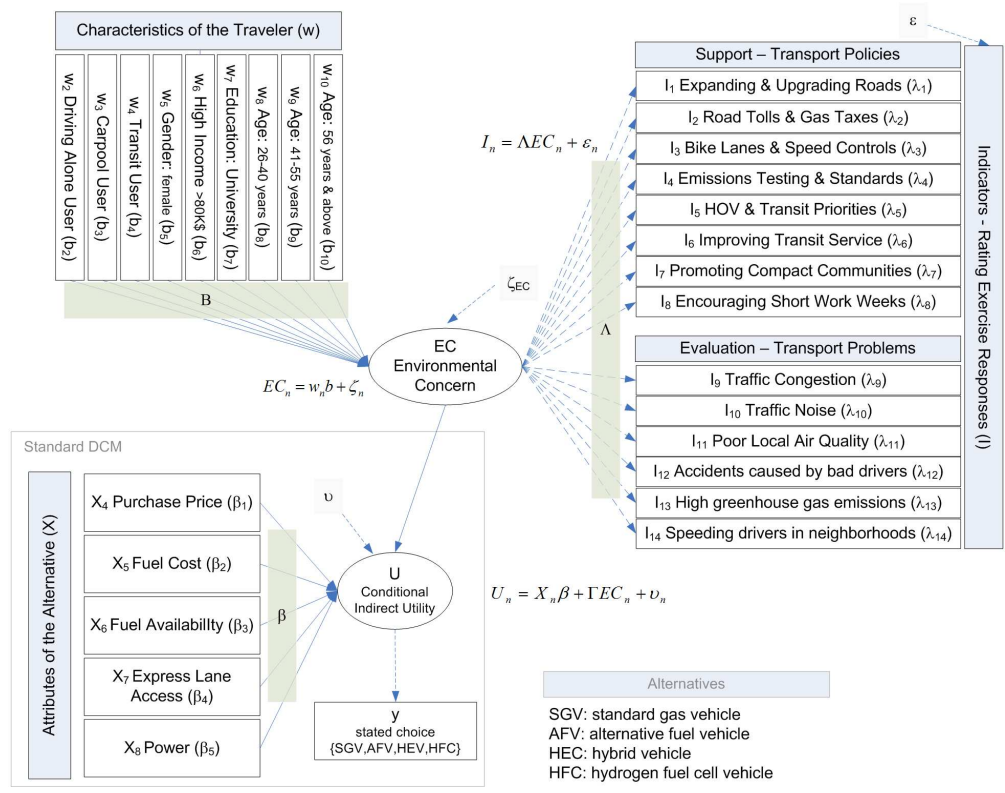 Characteristics of the Traveler (w)
w2 Driving Alone User (b2)
w3 Carpool User (b3)
w4 Transit User (b4)
w5 Gender: female (b5)
w6 High Income >80K$ (b6)
w7 Education: University (b7)
w8 Age: 26-40 years (b8)
w9 Age: 41-55 years (b9)
w10 Age: 56 years & above (b10)
B
ζEC
EC
Environmental
Concern
ECn = wnb + ζn
In = ΛECn + εn
Λ
ε
Support – Transport Policies
I1 Expanding & Upgrading Roads (λ1)
I2 Road Tolls & Gas Taxes (λ2)
I3 Bike Lanes & Speed Controls (λ3)
I4 Emissions Testing & Standards (λ4)
I5 HOV & Transit Priorities (λ5)
I6 Improving Transit Service (λ6)
I7 Promoting Compact Communities (λ7)
I8 Encouraging Short Work Weeks (λ8)
Evaluation – Transport Problems
I9 Traffic Congestion (λ9)
I10 Traffic Noise (λ10)
I11 Poor Local Air Quality (λ11)
I12 Accidents caused by bad drivers (λ12)
I13 High greenhouse gas emissions (λ13)
I14 Speeding drivers in neighborhoods (λ14)
Indicators - Rating Exercise Responses (I)
Standard DCM
Attributes of the Alternative (X)
X4 Purchase Price (β1)
X5 Fuel Cost (β2)
X6 Fuel AvailabiIIty (β3)
X7 Express Lane
Access (β4)
X8 Power (β5)
β
υ
U
Conditional
Indirect Utility
Un = Xnβ + ΓECn + υn
y
stated choice
{SGV,AFV,HEV,HFC}
Alternatives
SGV: standard gas vehicle
AFV: alternative fuel vehicle
HEC: hybrid vehicle
HFC: hydrogen fuel cell vehicle